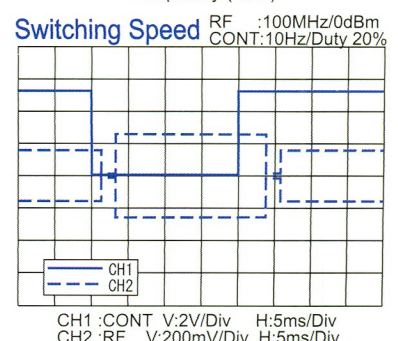 Switching Speed RF :100MHz/0dBm
CONT:10Hz/Duty 20%
CH1
CH2
CH1 :CONT V:2V/Div H:5ms/Div
CH2 :RF V:200mV/Div H:5ms/Div